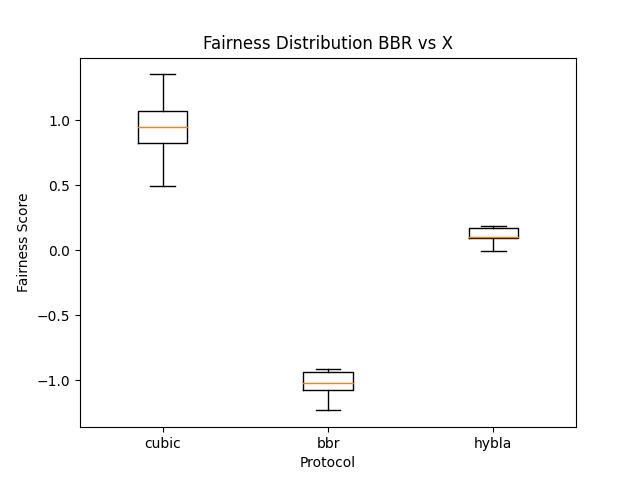 Fairness Distribution BBR vs X
Fairness Score
1.0
0.5
0.0
−0.5
−1.0
cubic
bbr
hybla
Protocol